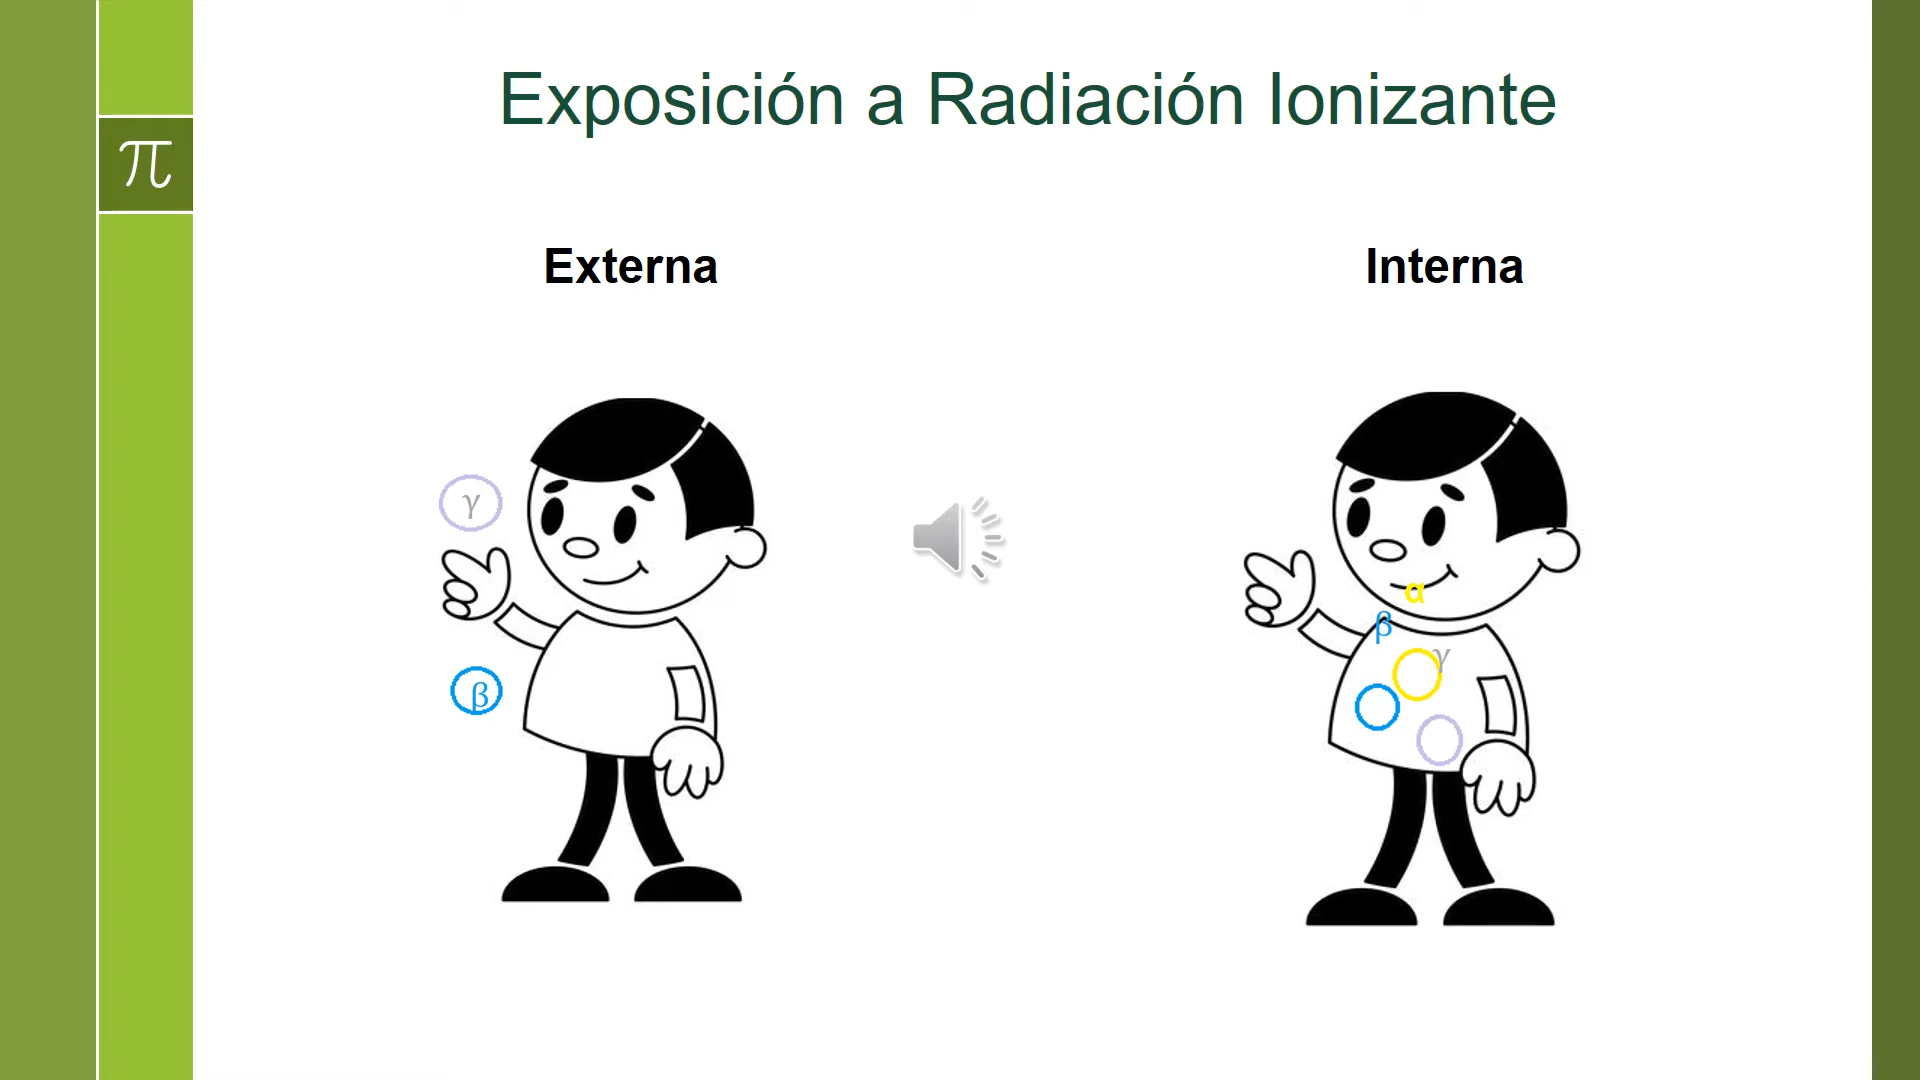 π
Exposición a Radiación Ionizante
Externa
Interna
γ
β
α
β
γ